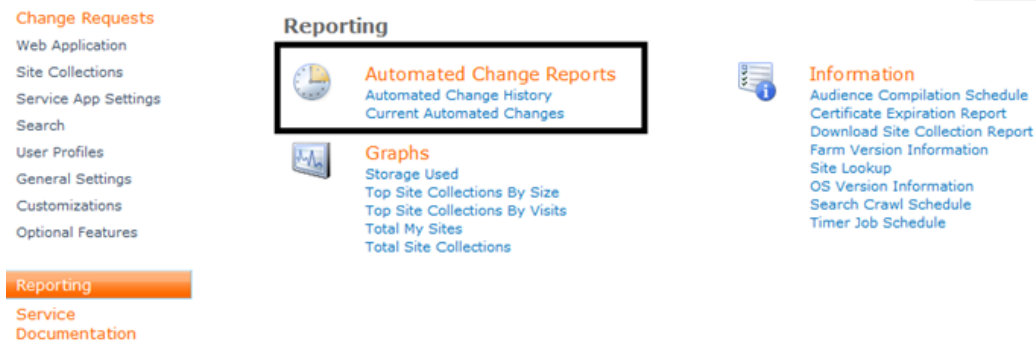 Change Requests
Web Application
Site Collections
Service App Settings
Search
User Profiles
General Settings
Customizations
Optional Features
Reporting
Service
Documentation
Reporting
Automated Change Reports
Automated Change History
Current Automated Changes
Graphs
Storage Used
Top Site Collections By Size
Top Site Collections By Visits
Total My Sites
Total Site Collections
Information
Audience Compilation Schedule
Certificate Expiration Report
Download Site Collection Report
Farm Version Information
Site Lookup
OS Version Information
Search Crawl Schedule
Timer Job Schedule